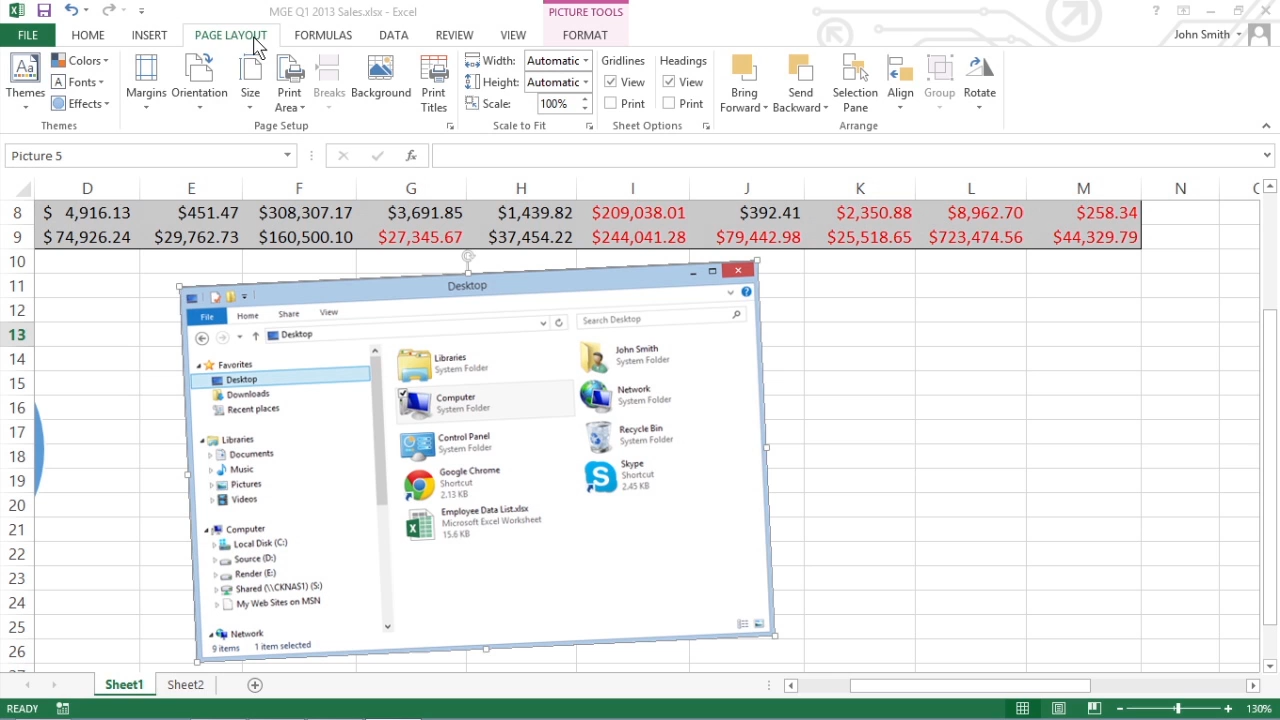 MGE Q1 2013 Sales.xlsx - Excel
PICTURE TOOLS
FILE HOME INSERT PAGE LAYOUT FORMULAS DATA REVIEW VIEW FORMAT John Smith
Themes
Colors
Fonts
Effects
Themes
Margins
Orientation
Size
Print Area
Breaks
Background
Print Titles
Page Setup
Width: Automatic
Height: Automatic
Scale: 100%
Scale to Fit
Gridlines Headings
View View
Print Print
Sheet Options
Bring Forward
Send Backward
Selection Pane
Align
Group
Rotate
Arrange
Picture 5
fx
D E F G H I J K L M N
8 $ 4,916.13 $451.47 $308,307.17 $3,691.85 $1,439.82 $209,038.01 $392.41 $2,350.88 $8,962.70 $258.34
9 $ 74,926.24 $29,762.73 $160,500.10 $27,345.67 $37,454.22 $244,041.28 $79,442.98 $25,518.65 $723,474.56 $44,329.79
10
11
12
13
14
15
16
17
18
19
20
21
22
23
24
25
26
Desktop
File Home Share View
Desktop
Search Desktop
Favorites
Desktop
Downloads
Recent places
Libraries
Documents
Music
Pictures
Videos
Computer
Local Disk (C:)
Source (D:)
Render (E:)
Shared (\\CKNAS1) (S:)
My Web Sites on MSN
Network
Libraries
System Folder
Computer
System Folder
Control Panel
System Folder
Google Chrome
Shortcut
2.13 KB
Employee Data List.xlsx
Microsoft Excel Worksheet
15.6 KB
John Smith
System Folder
Network
System Folder
Recycle Bin
System Folder
Skype
Shortcut
2.45 KB
9 items 1 item selected
Sheet1 Sheet2
READY
130%